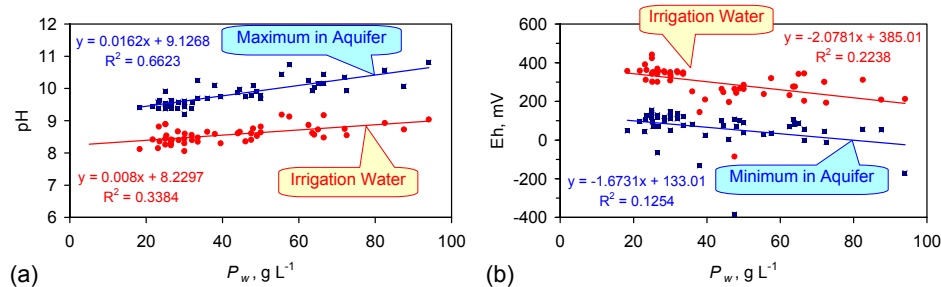 12
11
10
9
8
7
6
pH
y = 0.0162x + 9.1268
R² = 0.6623
Maximum in Aquifer
y = 0.008x + 8.2297
R² = 0.3384
Irrigation Water
0 20 40 60 80 100
(a)
P w , g L⁻¹
600
400
200
0
-200
-400
Eh, mV
Irrigation Water
y = -2.0781x + 385.01
R² = 0.2238
y = -1.6731x + 133.01
R² = 0.1254
Minimum in Aquifer
0 20 40 60 80 100
(b)
P w , g L⁻¹